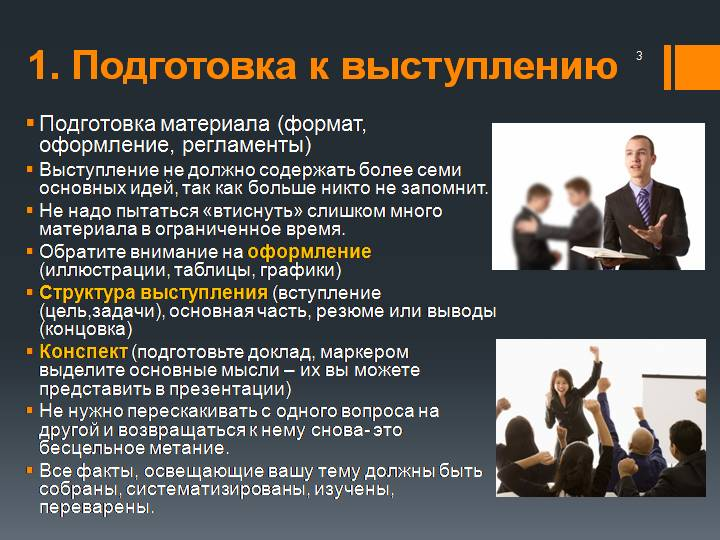 1. Подготовка к выступлению
3
Подготовка материала (формат,
оформление, регламенты)
Выступление не должно содержать более семи
основных идей, так как больше никто не запомнит.
Не надо пытаться «втиснуть» слишком много
материала в ограниченное время.
Обратите внимание на оформление
(иллюстрации, таблицы, графики)
Структура выступления (вступление
(цель,задачи), основная часть, резюме или выводы
(концовка)
Конспект (подготовьте доклад, маркером
выделите основные мысли – их вы можете
представить в презентации)
Не нужно перескакивать с одного вопроса на
другой и возвращаться к нему снова- это
бесцельное метание.
Все факты, освещающие вашу тему должны быть
собраны, систематизированы, изучены,
переварены.